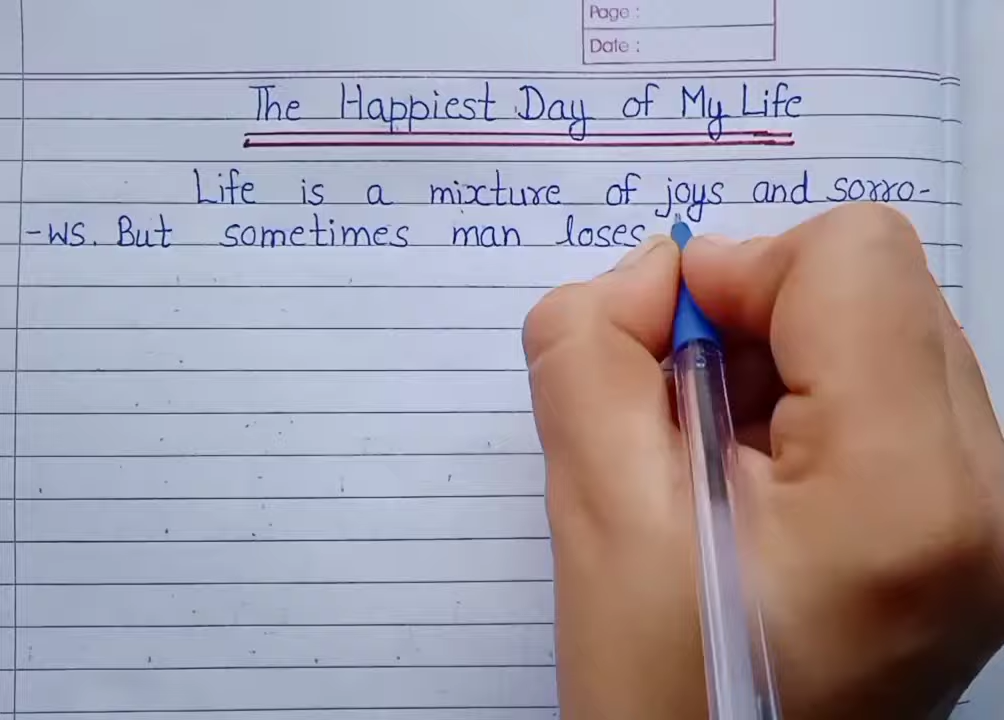 Page :
Date :
The Happiest Day of My Life
Life is a mixture of joys and sorro-
-ws. But sometimes man loses